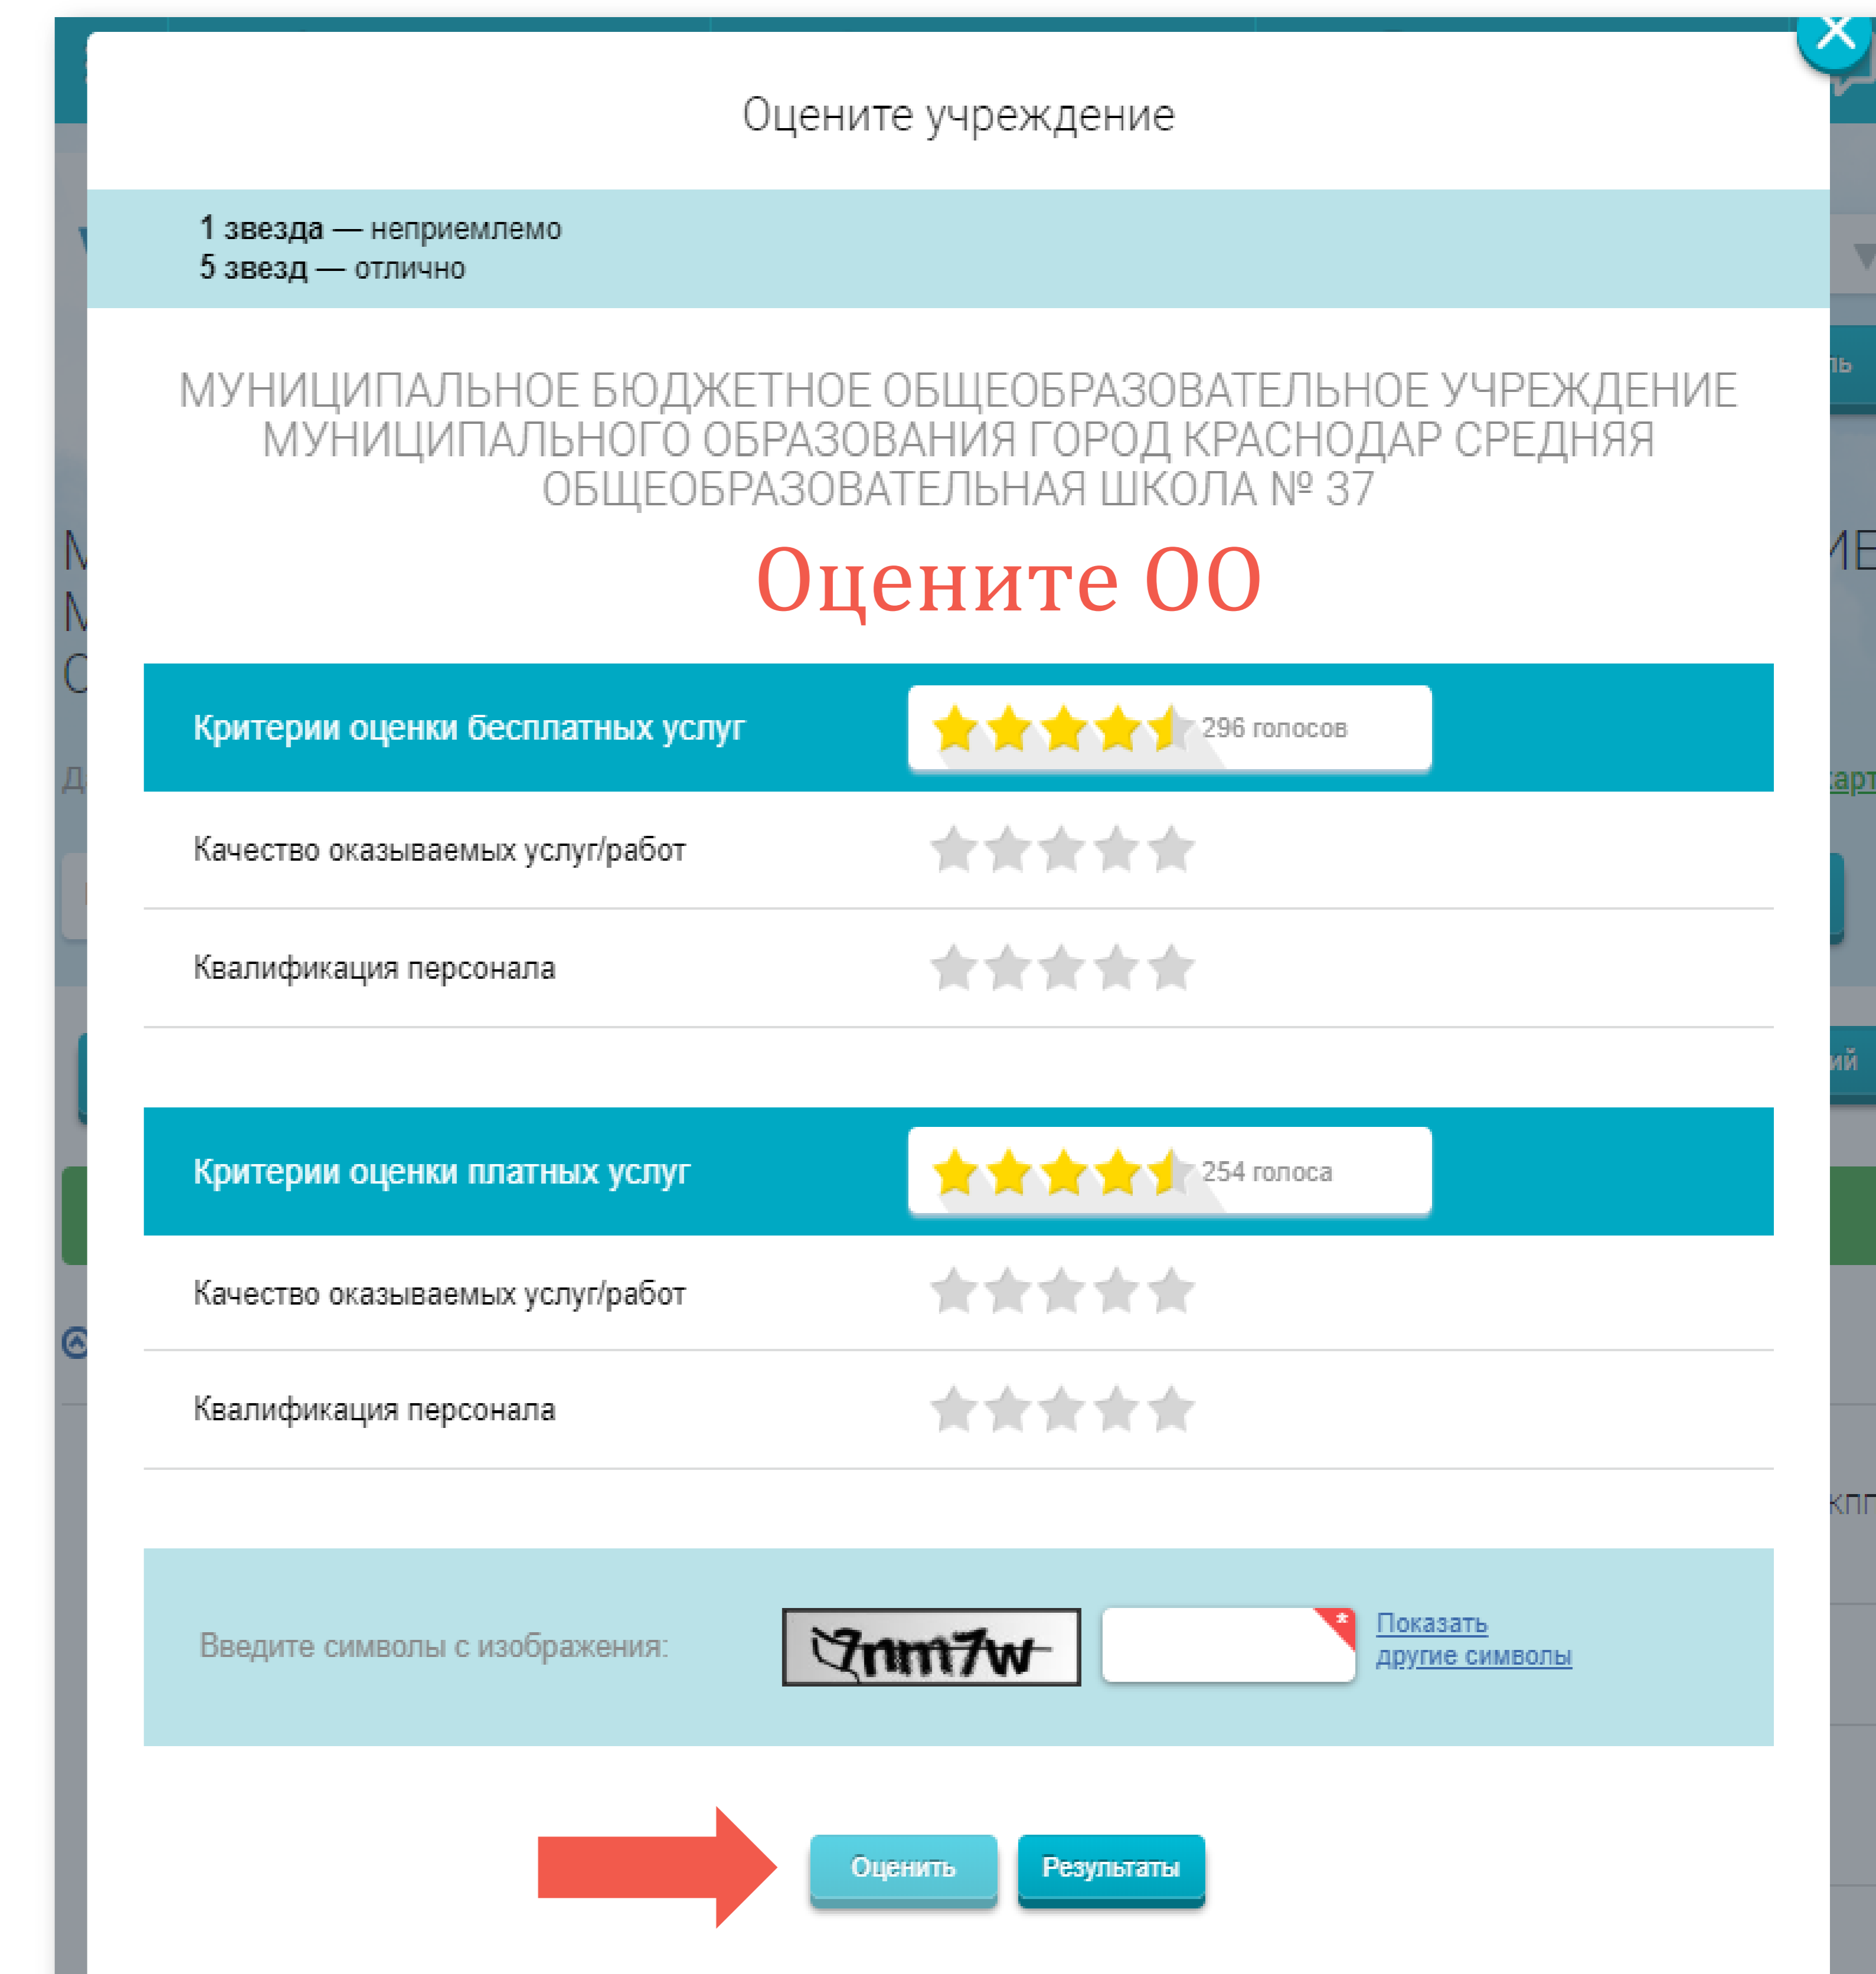 Оцените учреждение
1 звезда — неприемлемо
5 звезд — отлично
МУНИЦИПАЛЬНОЕ БЮДЖЕТНОЕ ОБЩЕОБРАЗОВАТЕЛЬНОЕ УЧРЕЖДЕНИЕ
МУНИЦИПАЛЬНОГО ОБРАЗОВАНИЯ ГОРОД КРАСНОДАР СРЕДНЯЯ
ОБЩЕОБРАЗОВАТЕЛЬНАЯ ШКОЛА № 37
Оцените ОО
Критерии оценки бесплатных услуг 296 голосов
Качество оказываемых услуг/работ
Квалификация персонала
Критерии оценки платных услуг 254 голоса
Качество оказываемых услуг/работ
Квалификация персонала
Введите символы с изображения: 7nm7w * Показать
другие символы
Оценить Результаты